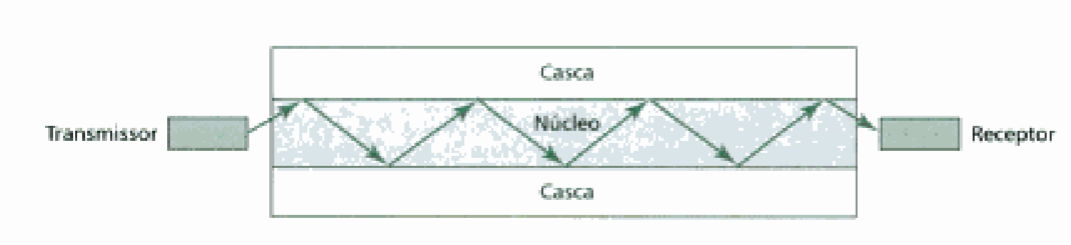 Casca
Transmissor
Núcleo
Receptor
Casca